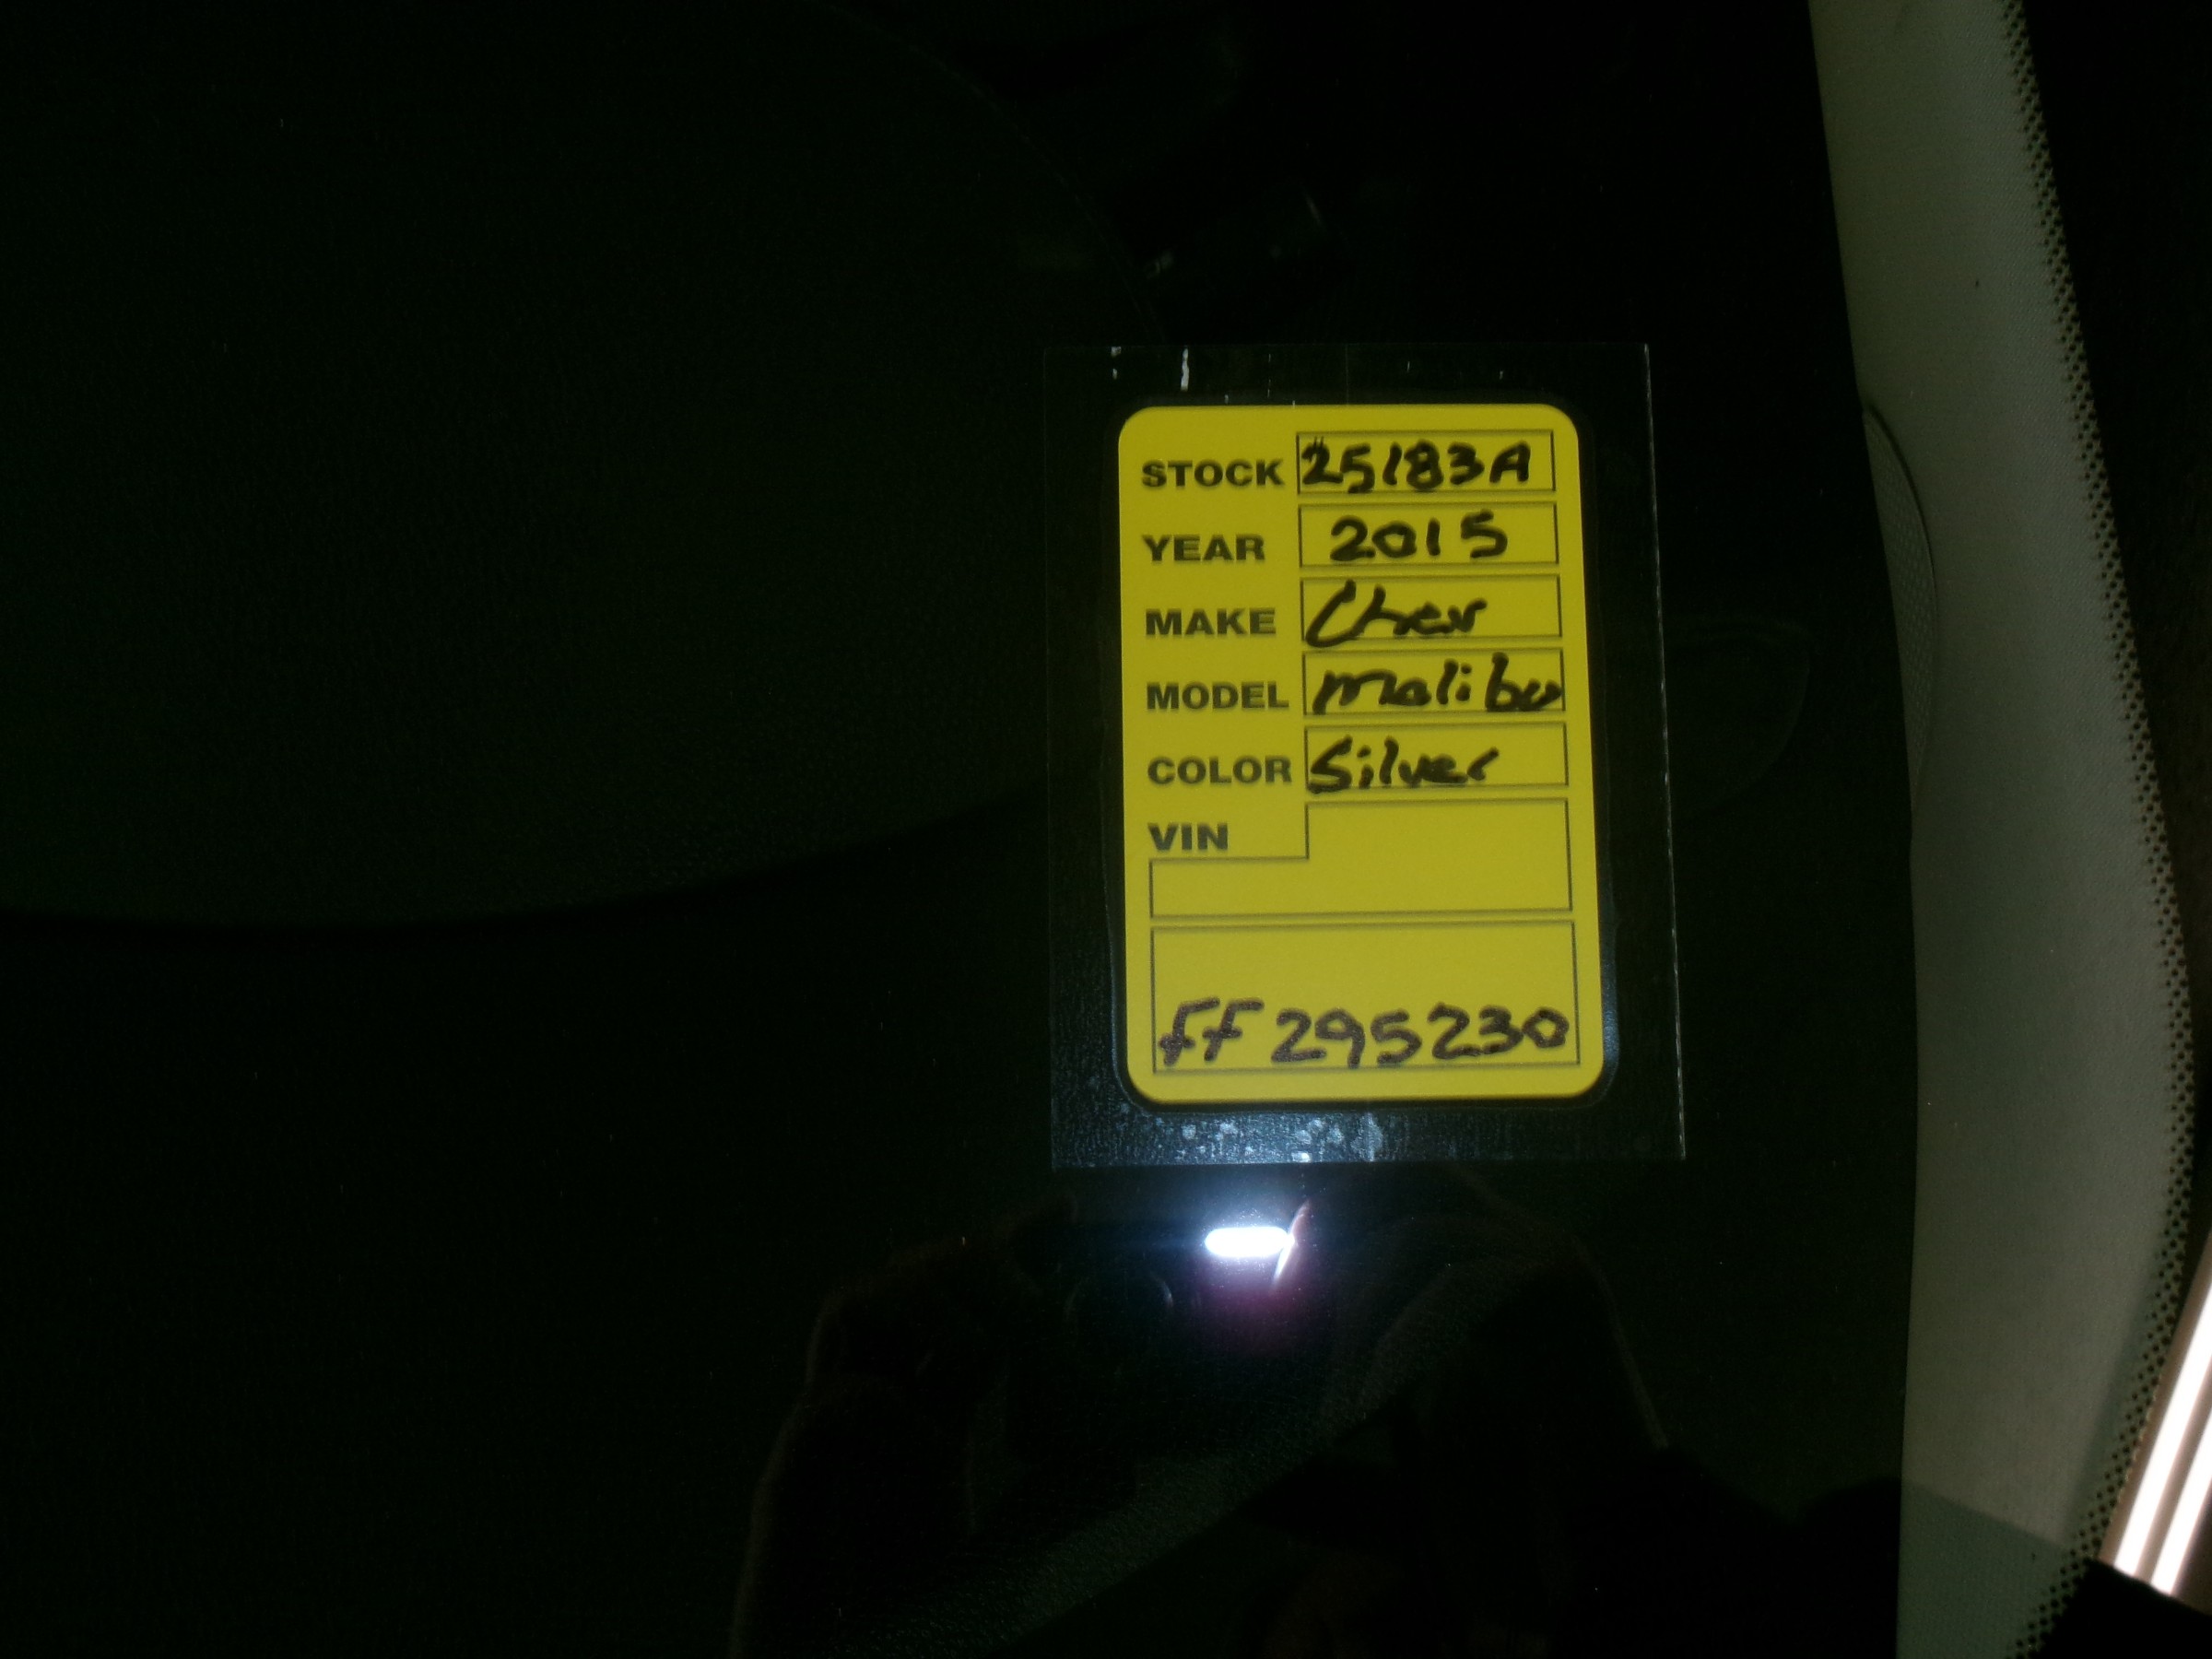 STOCK #25183A
YEAR 2015
MAKE Chev
MODEL Malibu
COLOR Silver
VIN
FF295230